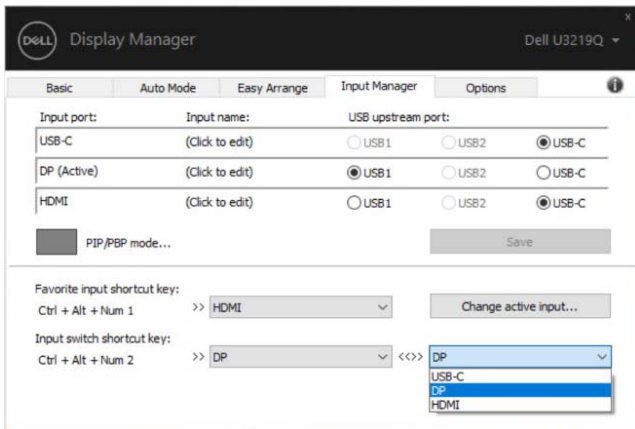 x
DELL Display Manager Dell U3219Q
Basic Auto Mode Easy Arrange Input Manager Options i
Input port: Input name: USB upstream port:
USB-C (Click to edit) USB1 USB2 USB-C
DP (Active) (Click to edit) USB1 USB2 USB-C
HDMI (Click to edit) USB1 USB2 USB-C
PIP/PBP mode... Save
Favorite input shortcut key:
Ctrl + Alt + Num 1 >> HDMI Change active input...
Input switch shortcut key:
Ctrl + Alt + Num 2 >> DP <<>> DP
USB-C
DP
HDMI